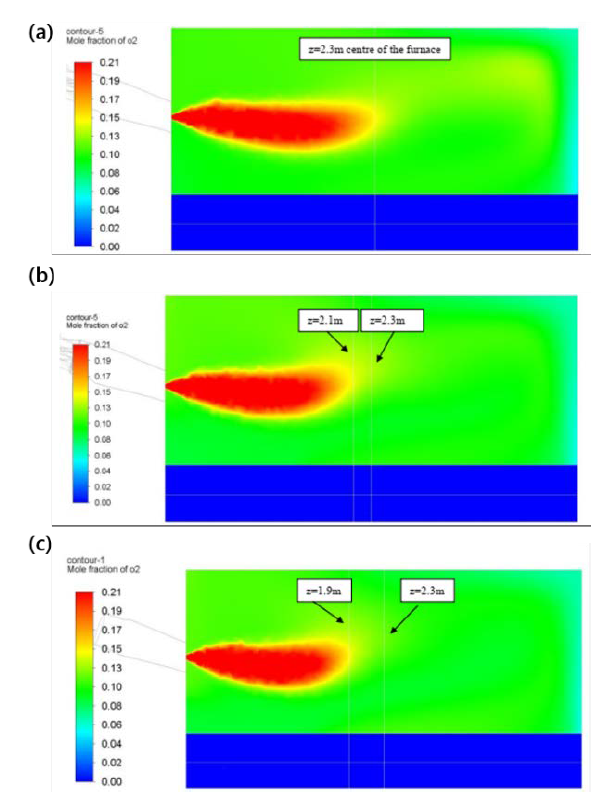 (a)
contour-5
Mole fraction of o2
z=2.3m centre of the furnace
0.21
0.19
0.17
0.15
0.13
0.10
0.08
0.06
0.04
0.02
0.00
(b)
contour-5
Mole fraction of o2
z=2.1m
z=2.3m
0.21
0.19
0.17
0.15
0.13
0.10
0.08
0.06
0.04
0.02
0.00
(c)
contour-1
Mole fraction of o2
z=1.9m
z=2.3m
0.21
0.19
0.17
0.15
0.13
0.10
0.08
0.06
0.04
0.02
0.00